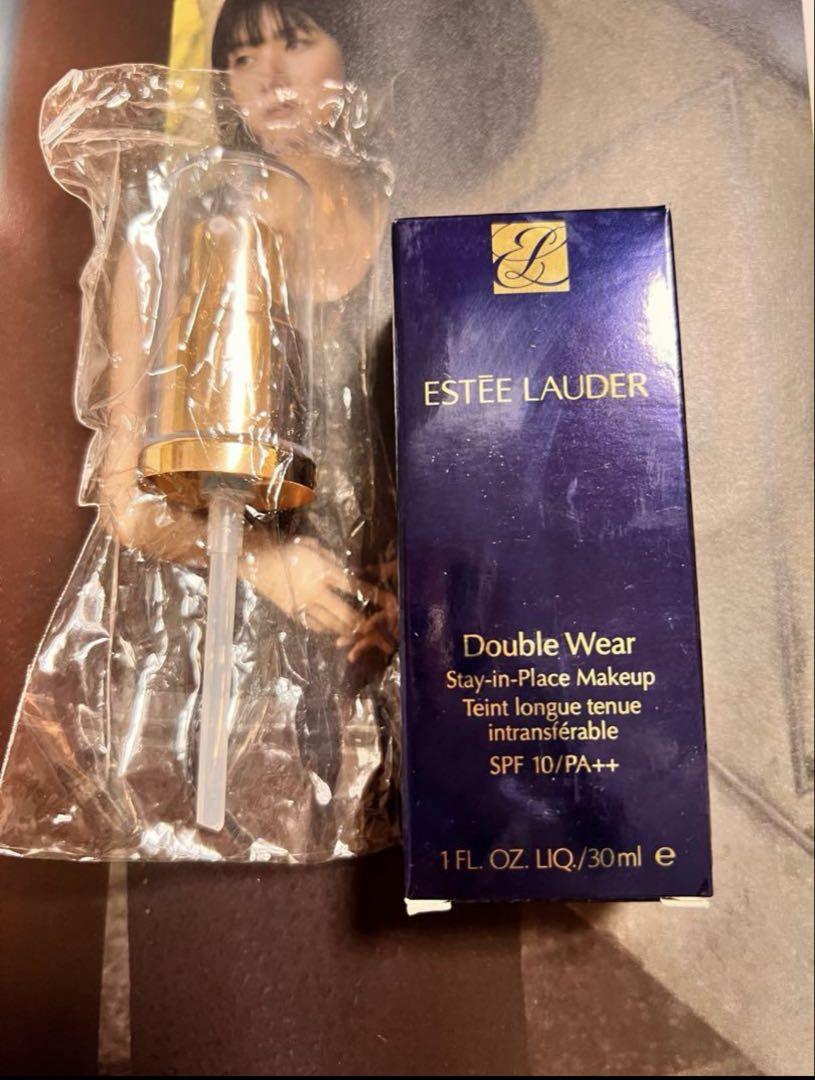 EL
ESTĒE LAUDER
Double Wear
Stay-in-Place Makeup
Teint longue tenue
intransférable
SPF 10/PA++
1 FL. OZ. LIQ./30ml e